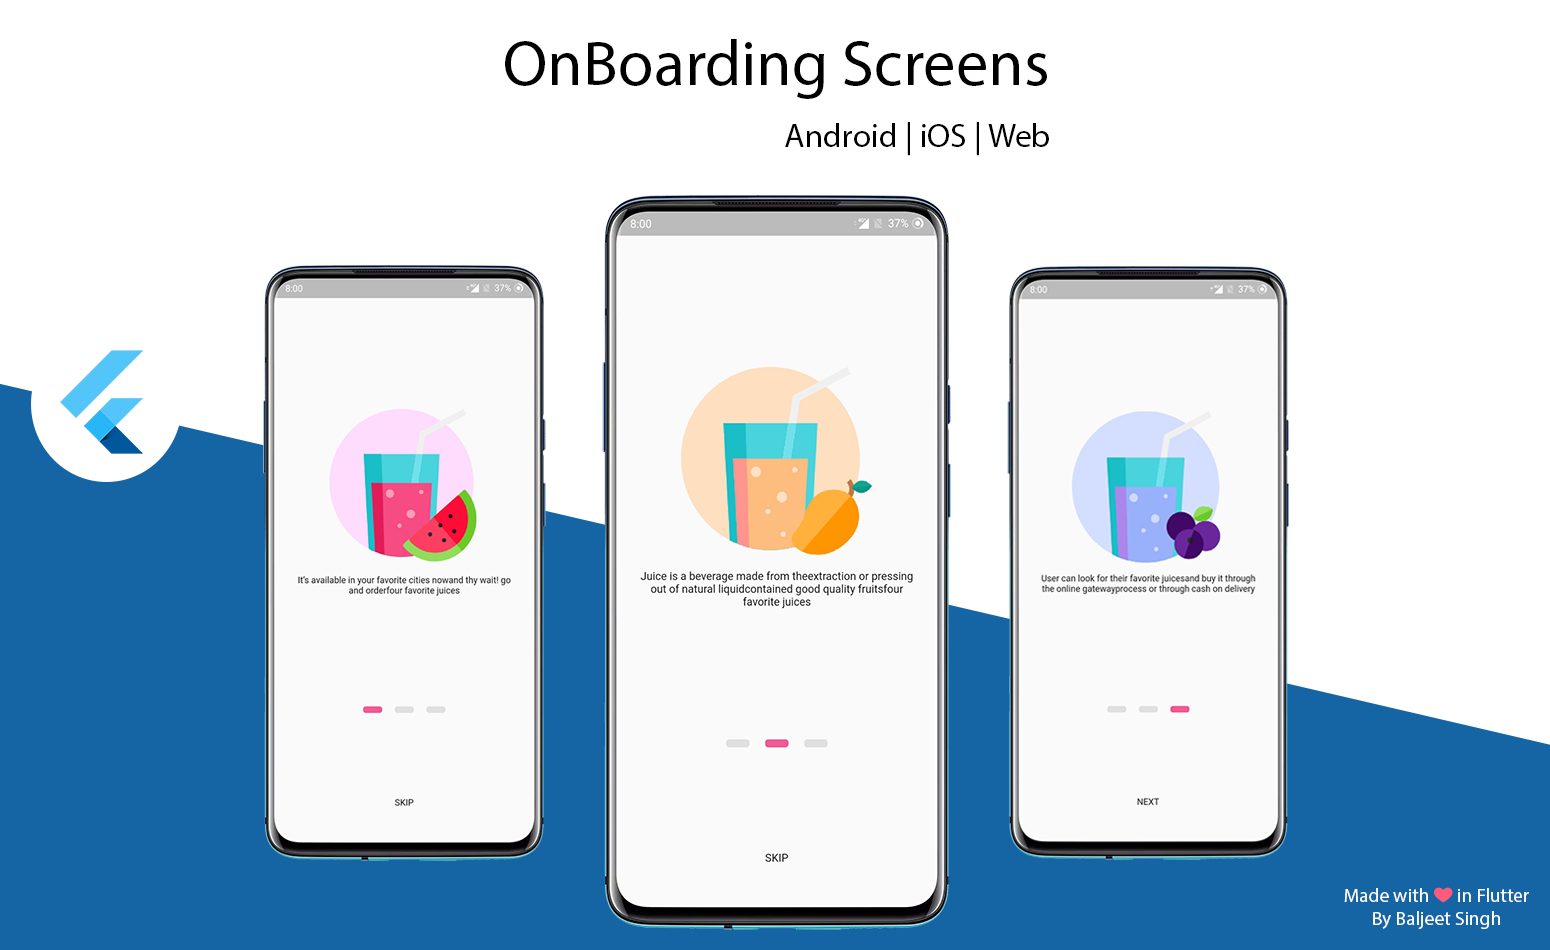 OnBoarding Screens
Android | iOS | Web
8:00
37%
It's available in your favorite cities nowand thy wait! go
and orderfour favorite juices
SKIP
8:00
37%
Juice is a beverage made from theextraction or pressing
out of natural liquidcontained good quality fruitsfour
favorite juices
SKIP
8:00
37%
User can look for their favorite juicesand buy it through
the online gatewayprocess or through cash on delivery
NEXT
Made with ❤ in Flutter
By Baljeet Singh